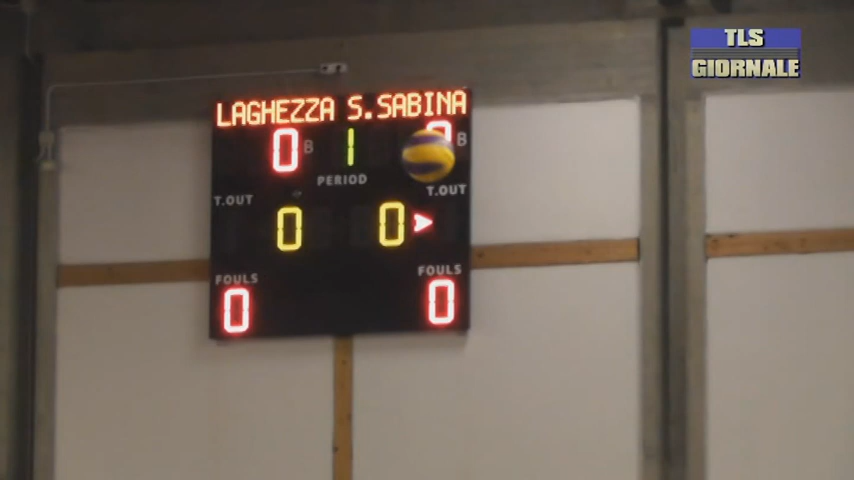 TLS
GIORNALE
LAGHEZZA S.SABINA
0 B 1 B
PERIOD
T.OUT T.OUT
0 0
FOULS FOULS
0 0